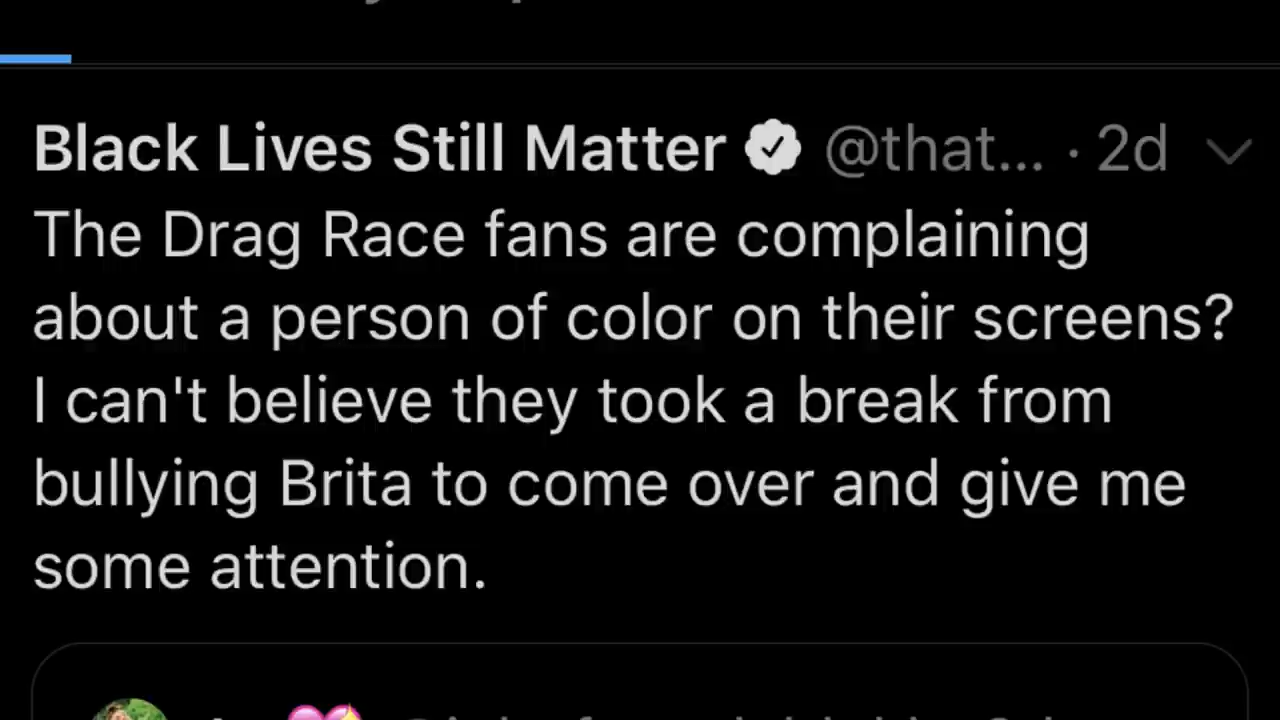 Black Lives Still Matter @that... · 2d
The Drag Race fans are complaining
about a person of color on their screens?
I can't believe they took a break from
bullying Brita to come over and give me
some attention.